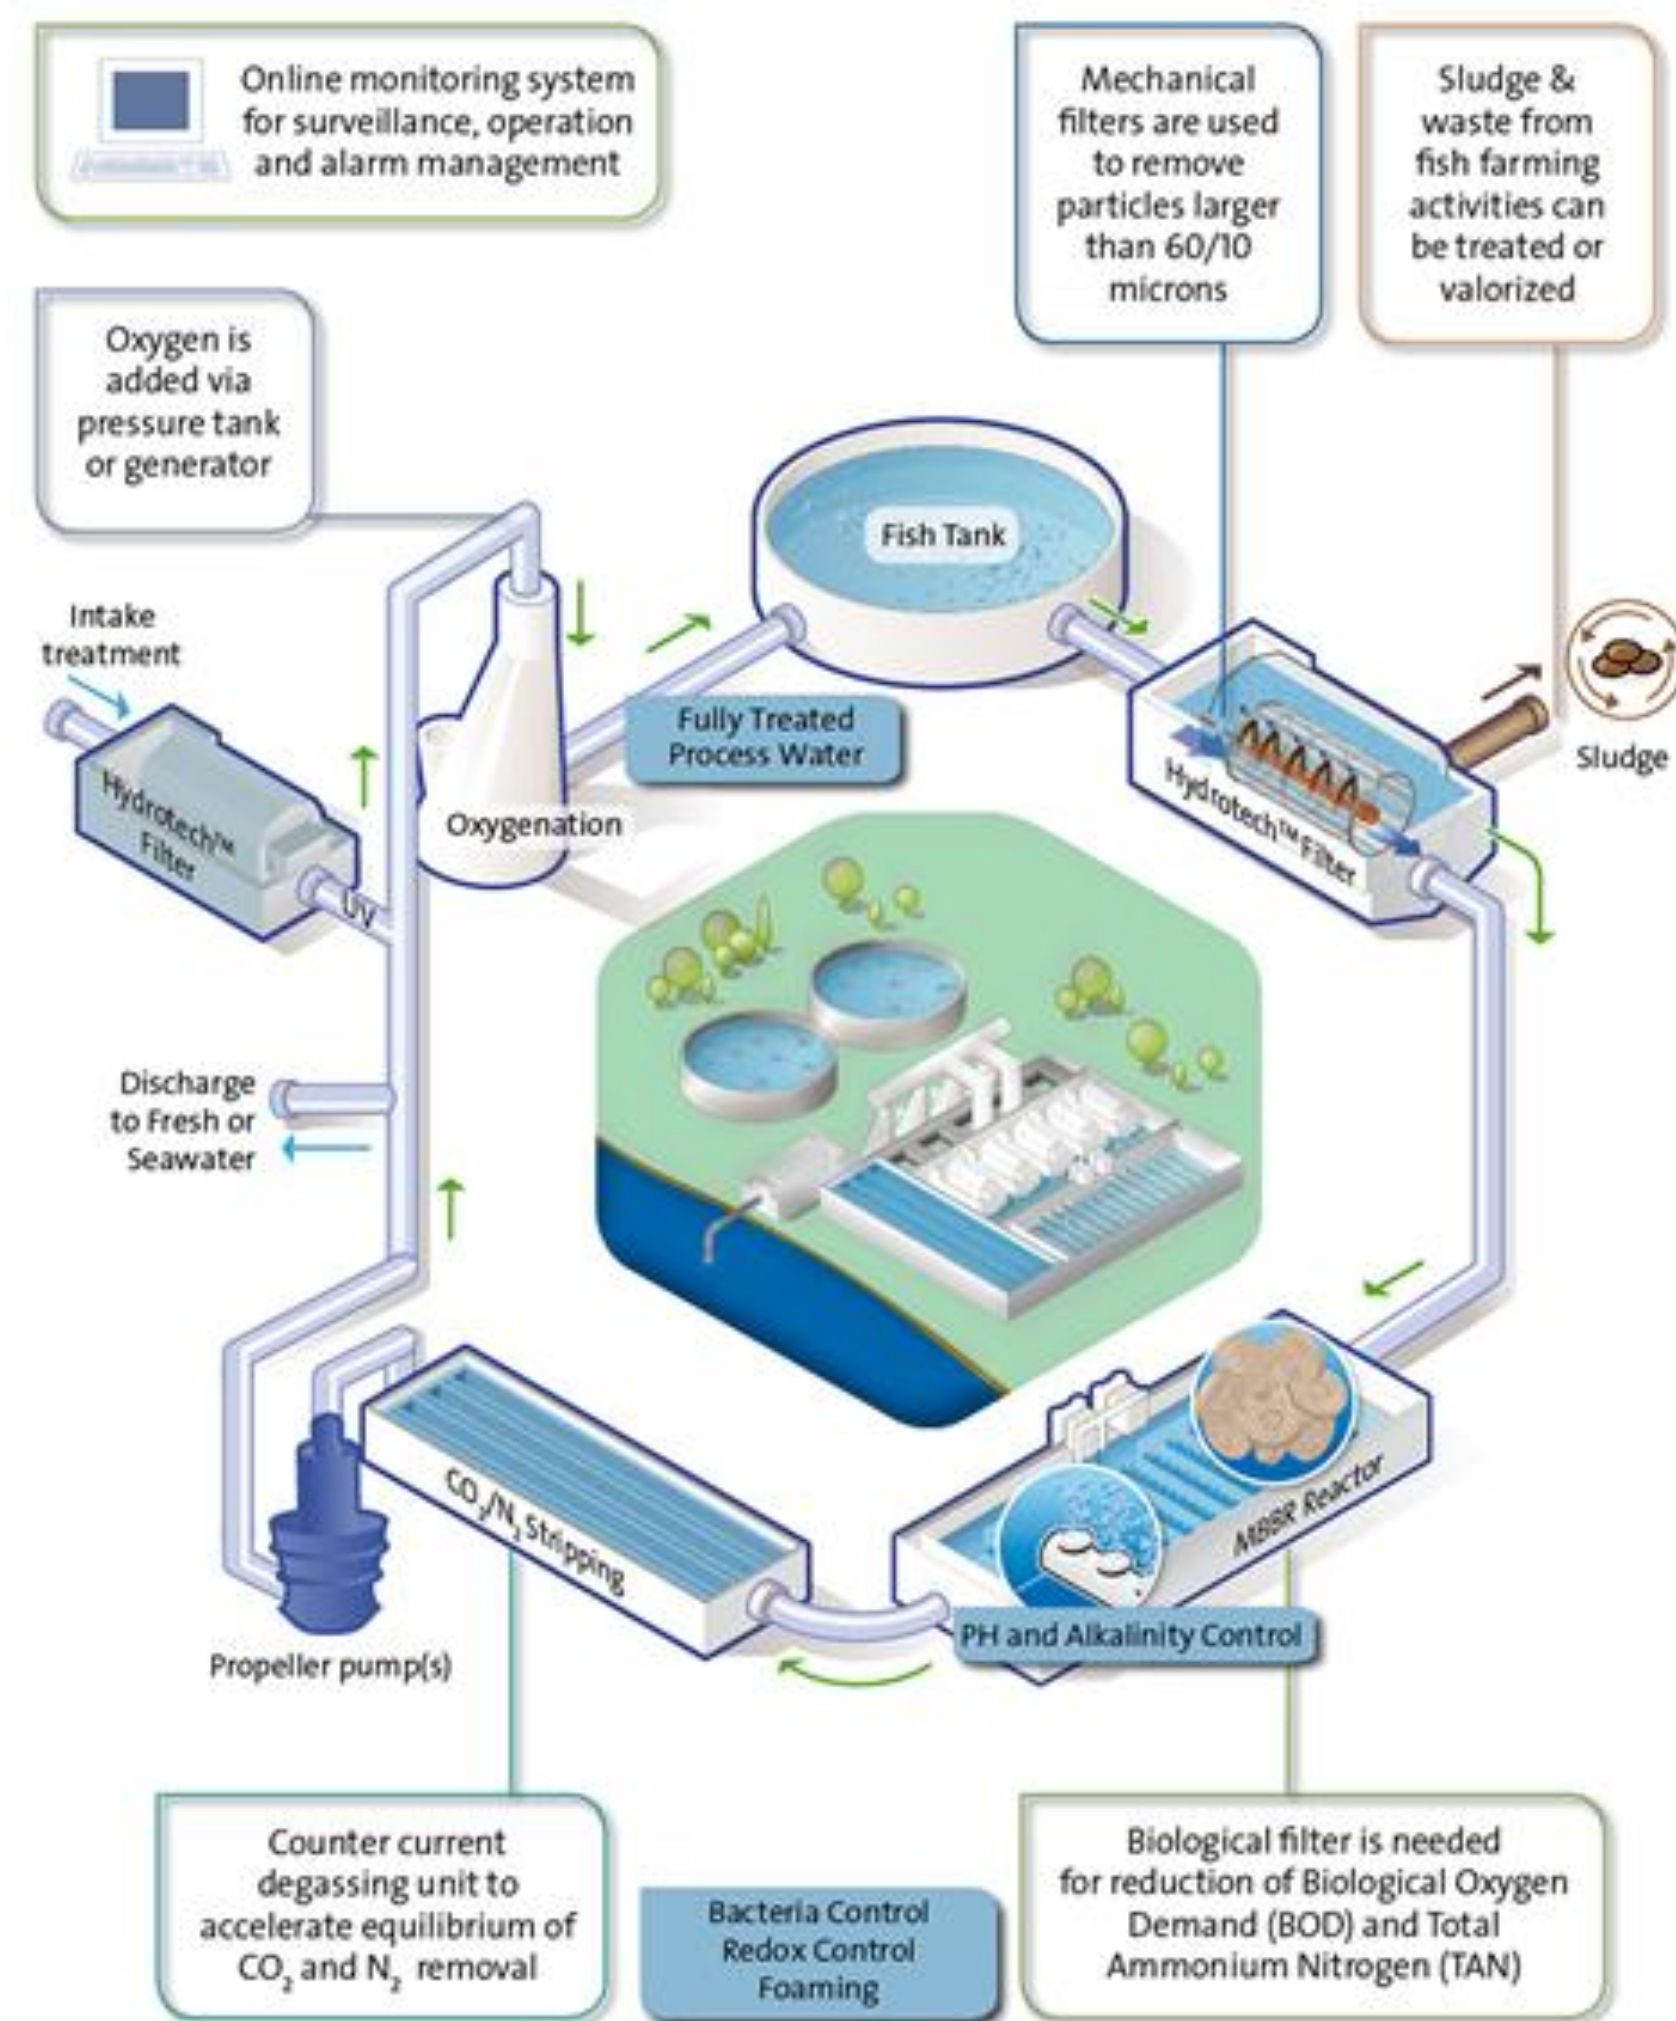 Online monitoring system
for surveillance, operation
and alarm management
Mechanical
filters are used
to remove
particles larger
than 60/10
microns
Sludge &
waste from
fish farming
activities can
be treated or
valorized
Oxygen is
added via
pressure tank
or generator
Fish Tank
Intake
treatment
Fully Treated
Process Water
Sludge
Hydrotech™
Filter
UV
Oxygenation
Hydrotech™ Filter
Discharge
to Fresh or
Seawater
CO2/N2 Stripping
MBBR Reactor
PH and Alkalinity Control
Propeller pump(s)
Counter current
degassing unit to
accelerate equilibrium of
CO2 and N2 removal
Bacteria Control
Redox Control
Foaming
Biological filter is needed
for reduction of Biological Oxygen
Demand (BOD) and Total
Ammonium Nitrogen (TAN)